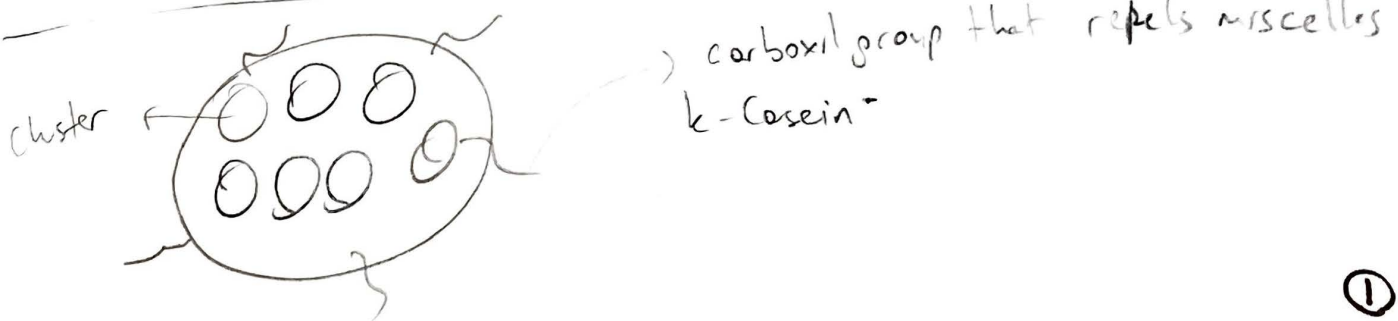 carboxil group that repels miscelles
cluster
k-Casein-
1